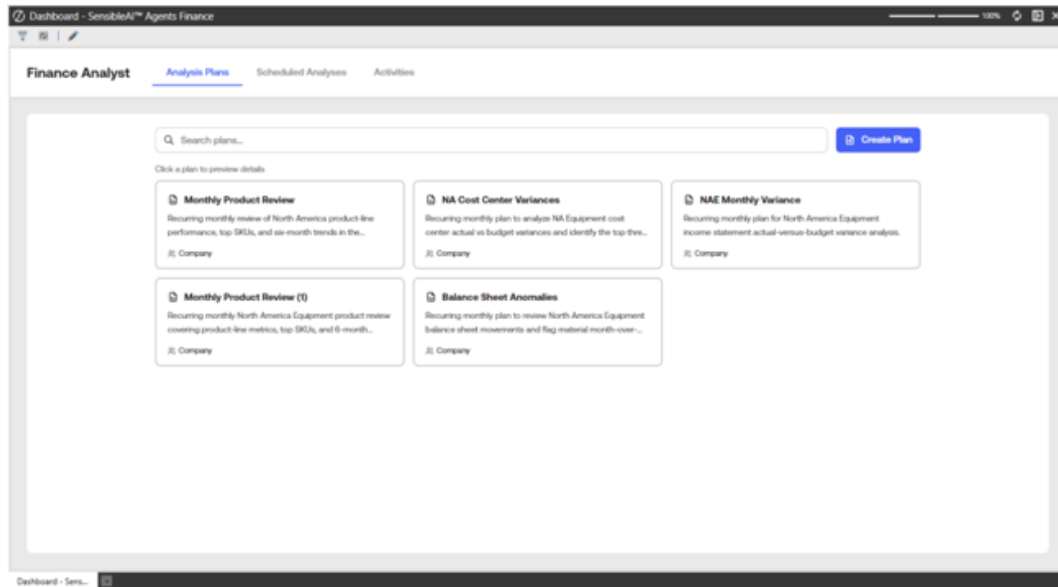 Dashboard - SensibleAI™ Agents Finance
100%
Finance Analyst
Analysis Plans
Scheduled Analyses
Activities
Search plans...
Create Plan
Click a plan to preview details
Monthly Product Review
Recurring monthly review of North America product-line
performance, top SKUs, and six-month trends in the...
Company
NA Cost Center Variances
Recurring monthly plan to analyze NA Equipment cost
center actual vs budget variances and identify the top thre...
Company
NAE Monthly Variance
Recurring monthly plan for North America Equipment
income statement actual-versus-budget variance analysis.
Company
Monthly Product Review (1)
Recurring monthly North America Equipment product review
covering product-line metrics, top SKUs, and 6-month...
Company
Balance Sheet Anomalies
Recurring monthly plan to review North America Equipment
balance sheet movements and flag material month-over-...
Company
Dashboard - Sens...